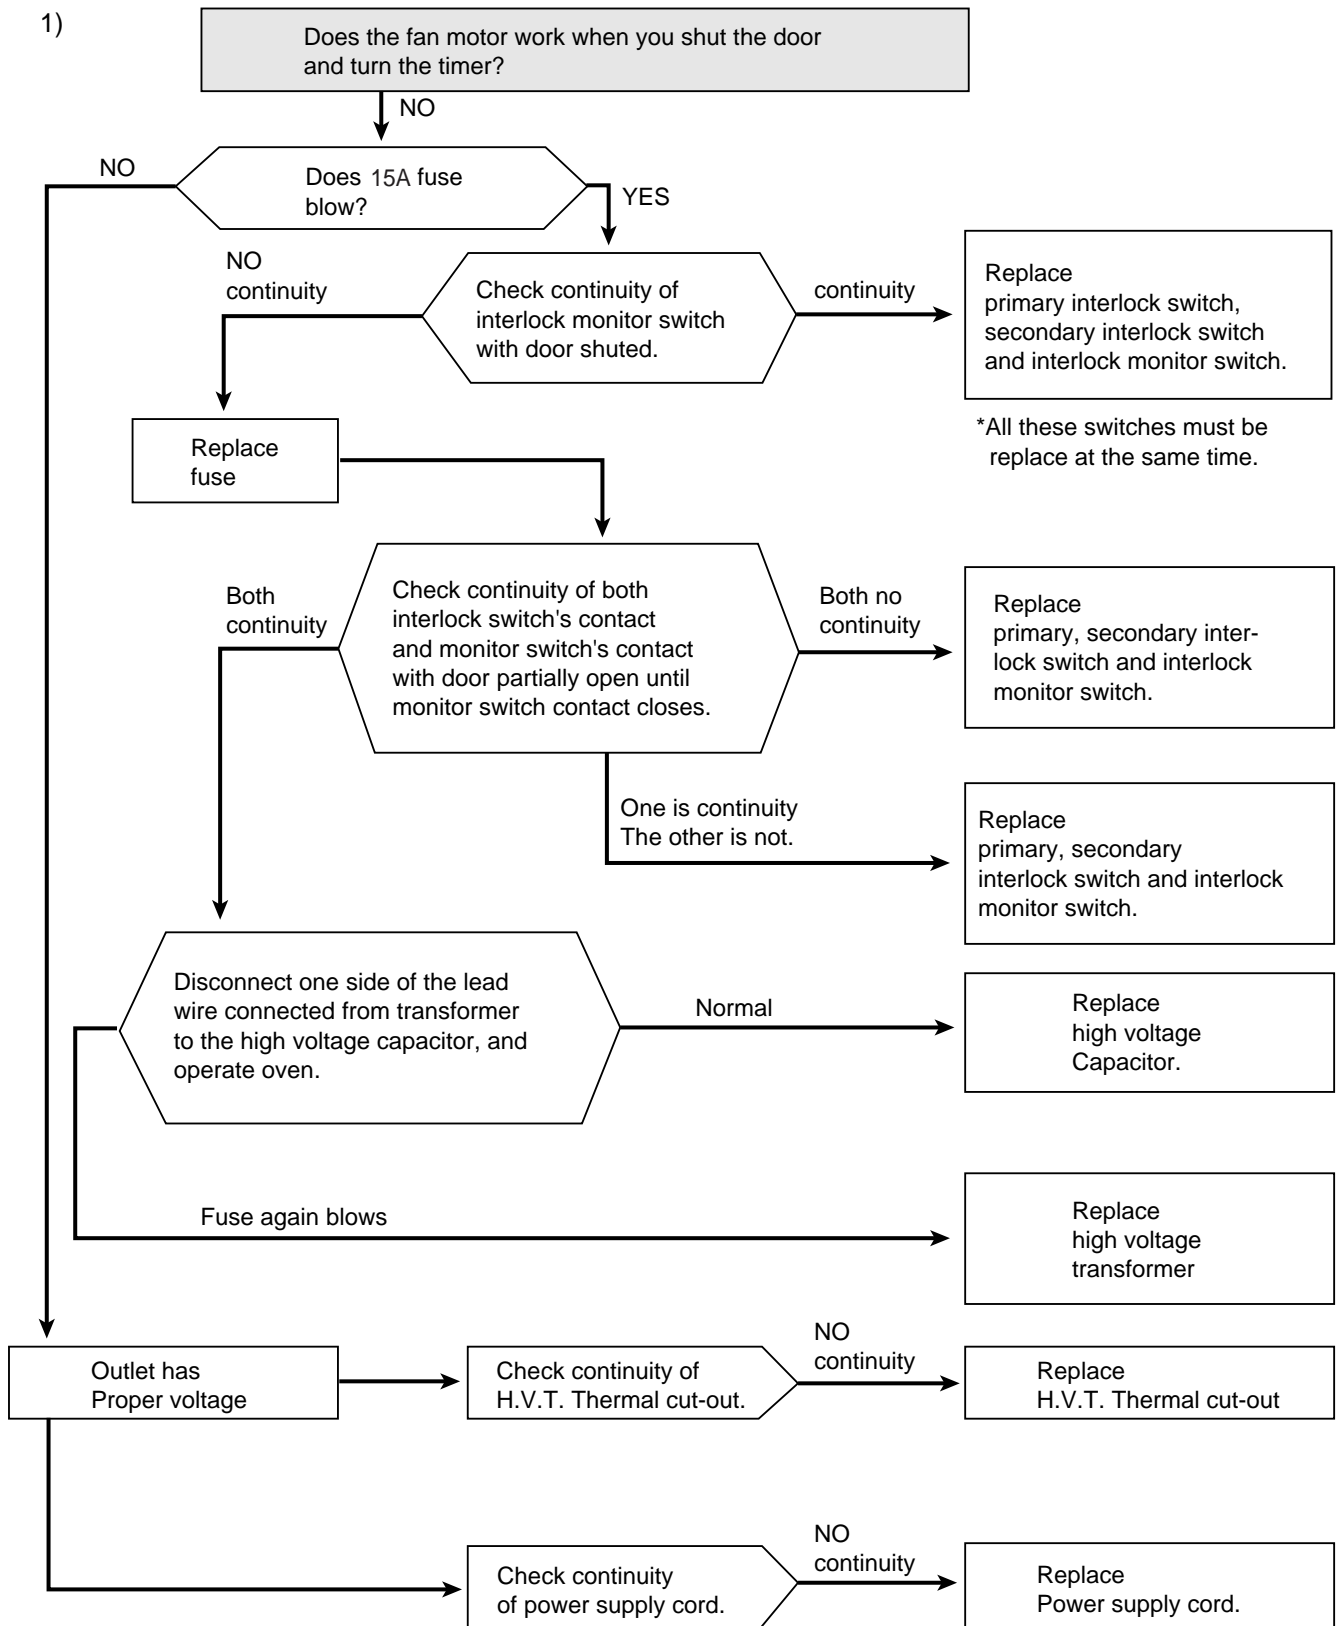 1)
Does the fan motor work when you shut the door
and turn the timer?
NO
NO
Does 15A fuse
blow?
YES
NO
continuity
Check continuity of
interlock monitor switch
with door shuted.
continuity
Replace
primary interlock switch,
secondary interlock switch
and interlock monitor switch.
*All these switches must be
replace at the same time.
Replace
fuse
Both
continuity
Check continuity of both
interlock switch's contact
and monitor switch's contact
with door partially open until
monitor switch contact closes.
Both no
continuity
Replace
primary, secondary inter-
lock switch and interlock
monitor switch.
One is continuity
The other is not.
Replace
primary, secondary
interlock switch and interlock
monitor switch.
Disconnect one side of the lead
wire connected from transformer
to the high voltage capacitor, and
operate oven.
Normal
Replace
high voltage
Capacitor.
Fuse again blows
Replace
high voltage
transformer
Outlet has
Proper voltage
Check continuity of
H.V.T. Thermal cut-out.
NO
continuity
Replace
H.V.T. Thermal cut-out
Check continuity
of power supply cord.
NO
continuity
Replace
Power supply cord.